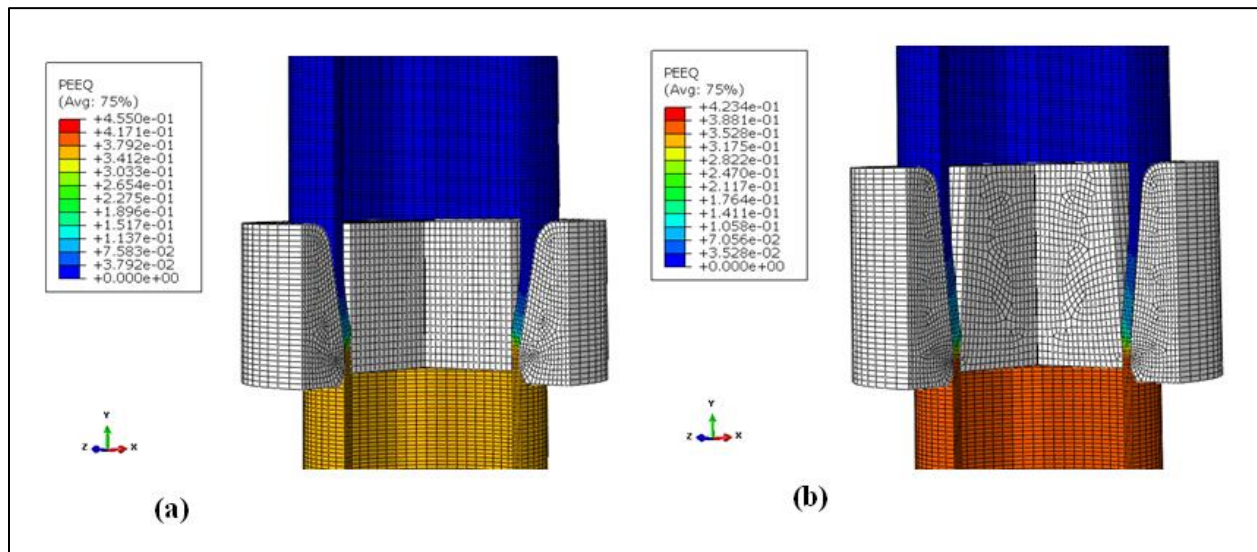 PEEQ
(Avg: 75%)
+4.550e-01
+4.171e-01
+3.792e-01
+3.412e-01
+3.033e-01
+2.654e-01
+2.275e-01
+1.896e-01
+1.517e-01
+1.137e-01
+7.583e-02
+3.792e-02
+0.000e+00
Y
Z X
(a)
PEEQ
(Avg: 75%)
+4.234e-01
+3.881e-01
+3.528e-01
+3.175e-01
+2.822e-01
+2.470e-01
+2.117e-01
+1.764e-01
+1.411e-01
+1.058e-01
+7.056e-02
+3.528e-02
+0.000e+00
Y
Z X
(b)